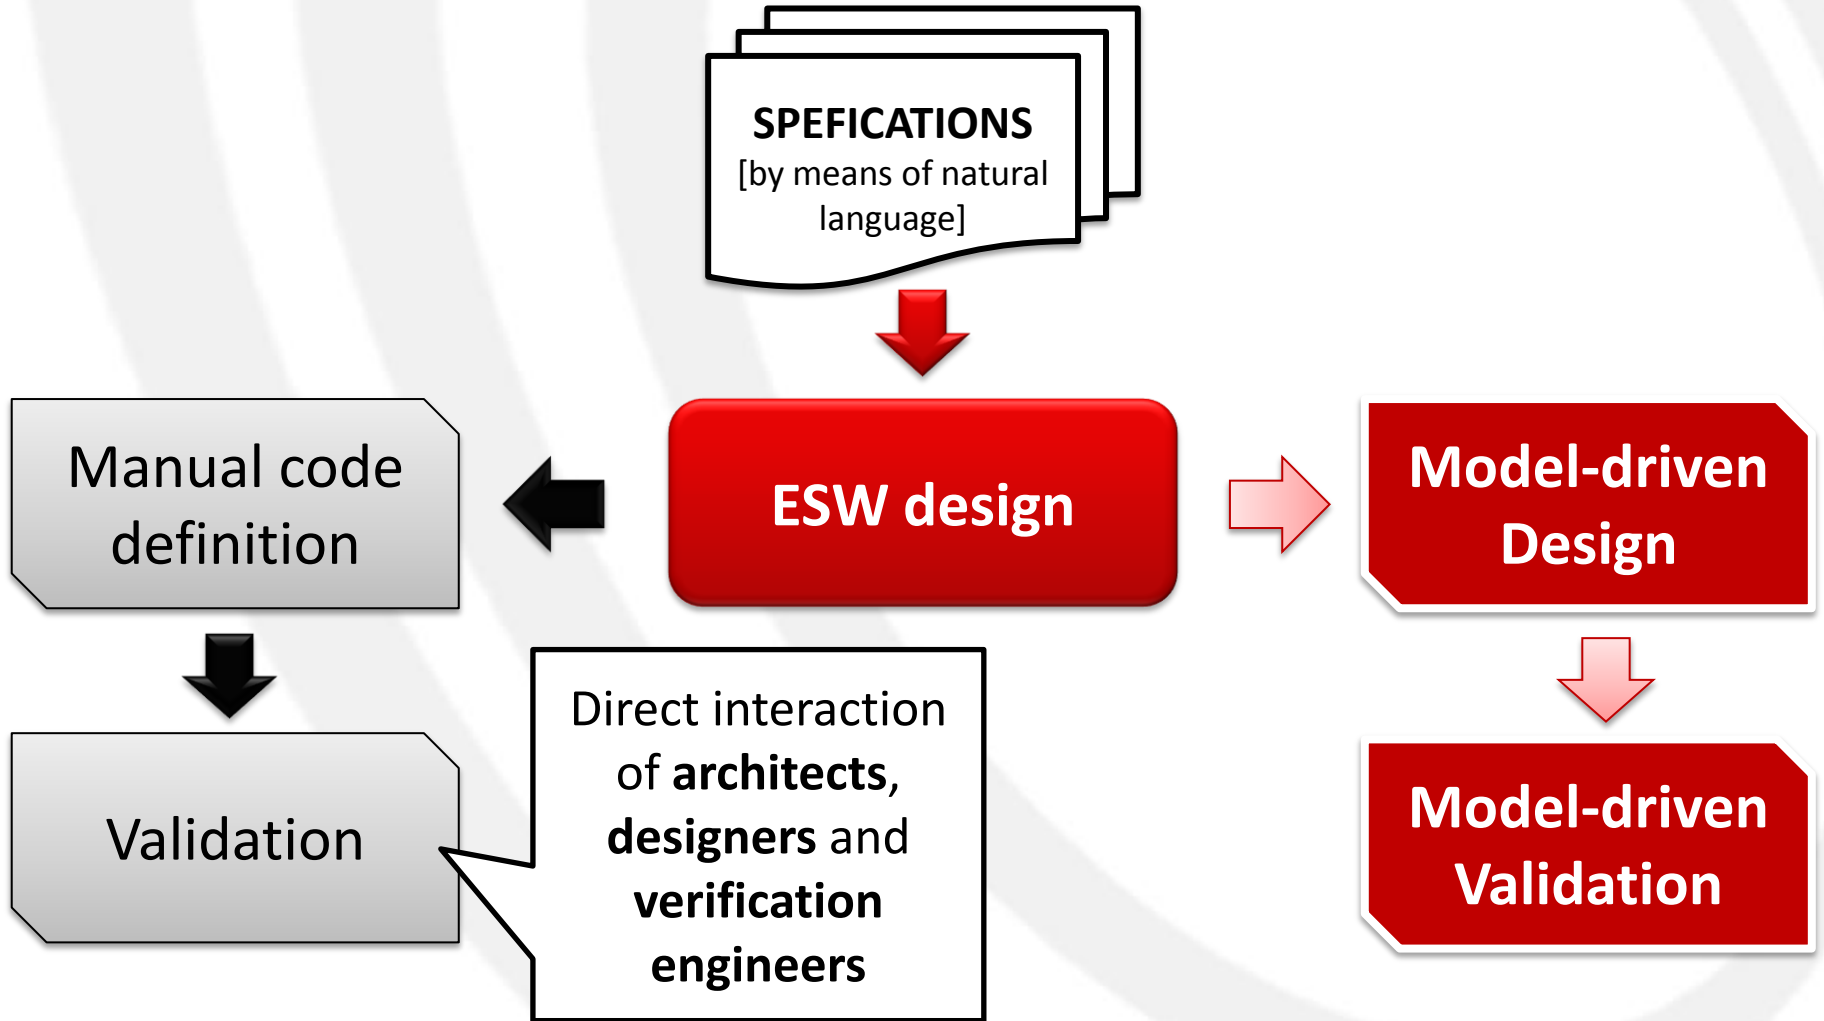 SPEFICATIONS
[by means of natural
language]
Manual code
definition
ESW design
Model-driven
Design
Validation
Direct interaction
of architects,
designers and
verification
engineers
Model-driven
Validation